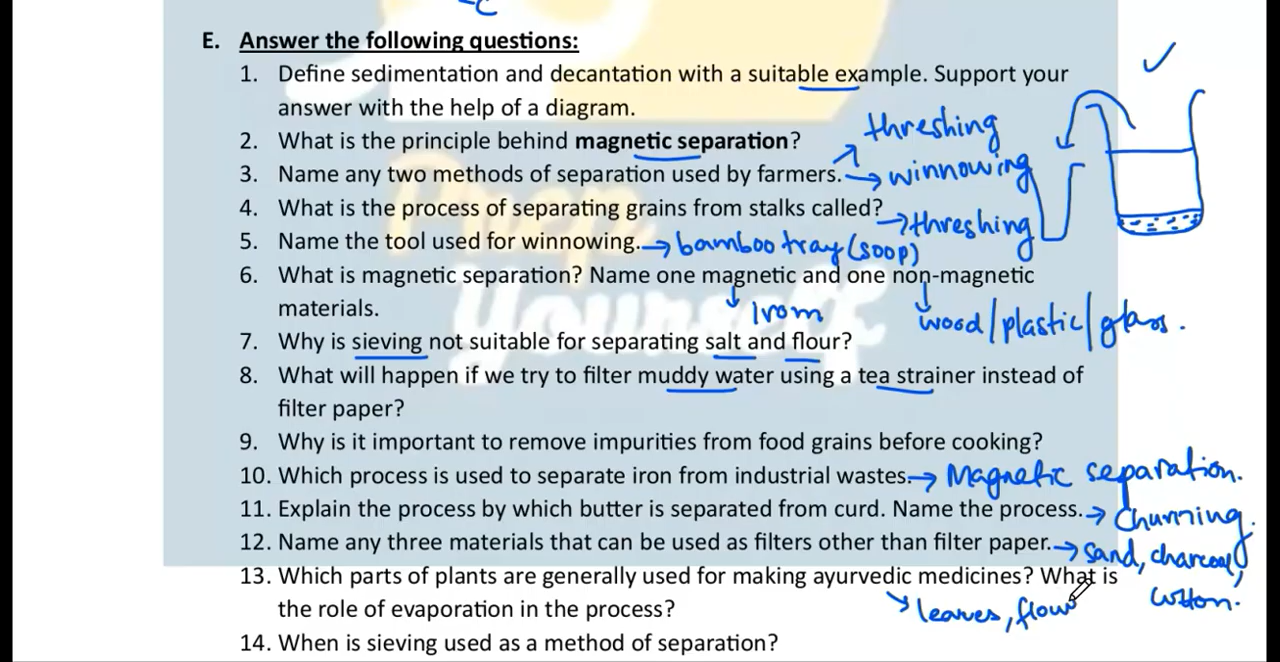 E. Answer the following questions:
1. Define sedimentation and decantation with a suitable example. Support your
answer with the help of a diagram.
2. What is the principle behind magnetic separation?
threshing
3. Name any two methods of separation used by farmers. → winnowing
4. What is the process of separating grains from stalks called? → threshing
5. Name the tool used for winnowing. → bamboo tray (soop)
6. What is magnetic separation? Name one magnetic and one non-magnetic
materials.
Irom
wood/plastic/glass.
7. Why is sieving not suitable for separating salt and flour?
8. What will happen if we try to filter muddy water using a tea strainer instead of
filter paper?
9. Why is it important to remove impurities from food grains before cooking?
10. Which process is used to separate iron from industrial wastes. → Magnetic separation.
11. Explain the process by which butter is separated from curd. Name the process. → Churning.
12. Name any three materials that can be used as filters other than filter paper. → sand, charcoal,
cotton.
13. Which parts of plants are generally used for making ayurvedic medicines? What is
the role of evaporation in the process?
leaves, flow
14. When is sieving used as a method of separation?
Prep
Yourself